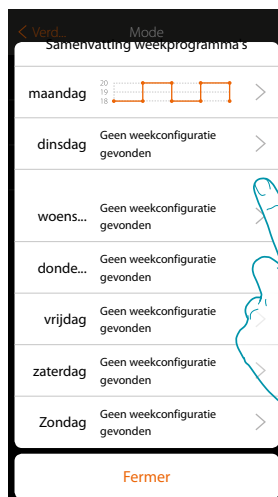 Verd... Mode
Samenvatting weekprogramma's
maandag
20
19
18
dinsdag
Geen weekconfiguratie
gevonden
woens...
Geen weekconfiguratie
gevonden
donde...
Geen weekconfiguratie
gevonden
vrijdag
Geen weekconfiguratie
gevonden
zaterdag
Geen weekconfiguratie
gevonden
Zondag
Geen weekconfiguratie
gevonden
Fermer